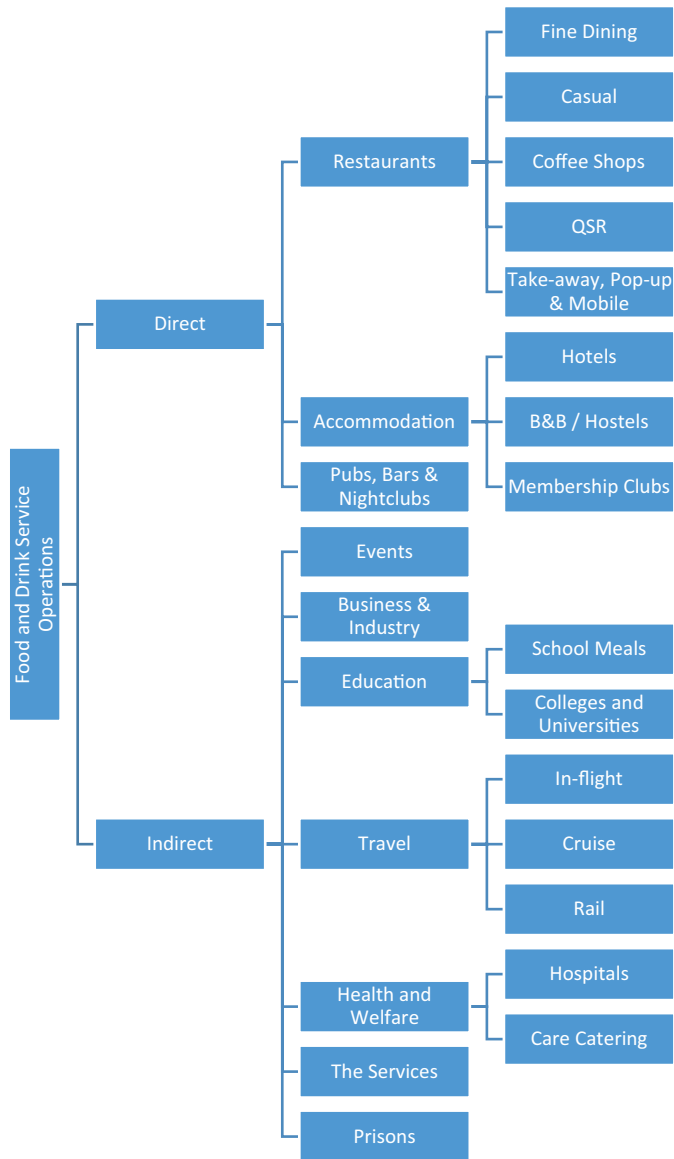 Food and Drink Service
Operations
Direct
Restaurants
Fine Dining
Casual
Coffee Shops
QSR
Take-away, Pop-up
& Mobile
Accommodation
Hotels
B&B / Hostels
Membership Clubs
Pubs, Bars &
Nightclubs
Indirect
Events
Business &
Industry
Education
School Meals
Colleges and
Universities
Travel
In-flight
Cruise
Rail
Health and
Welfare
Hospitals
Care Catering
The Services
Prisons